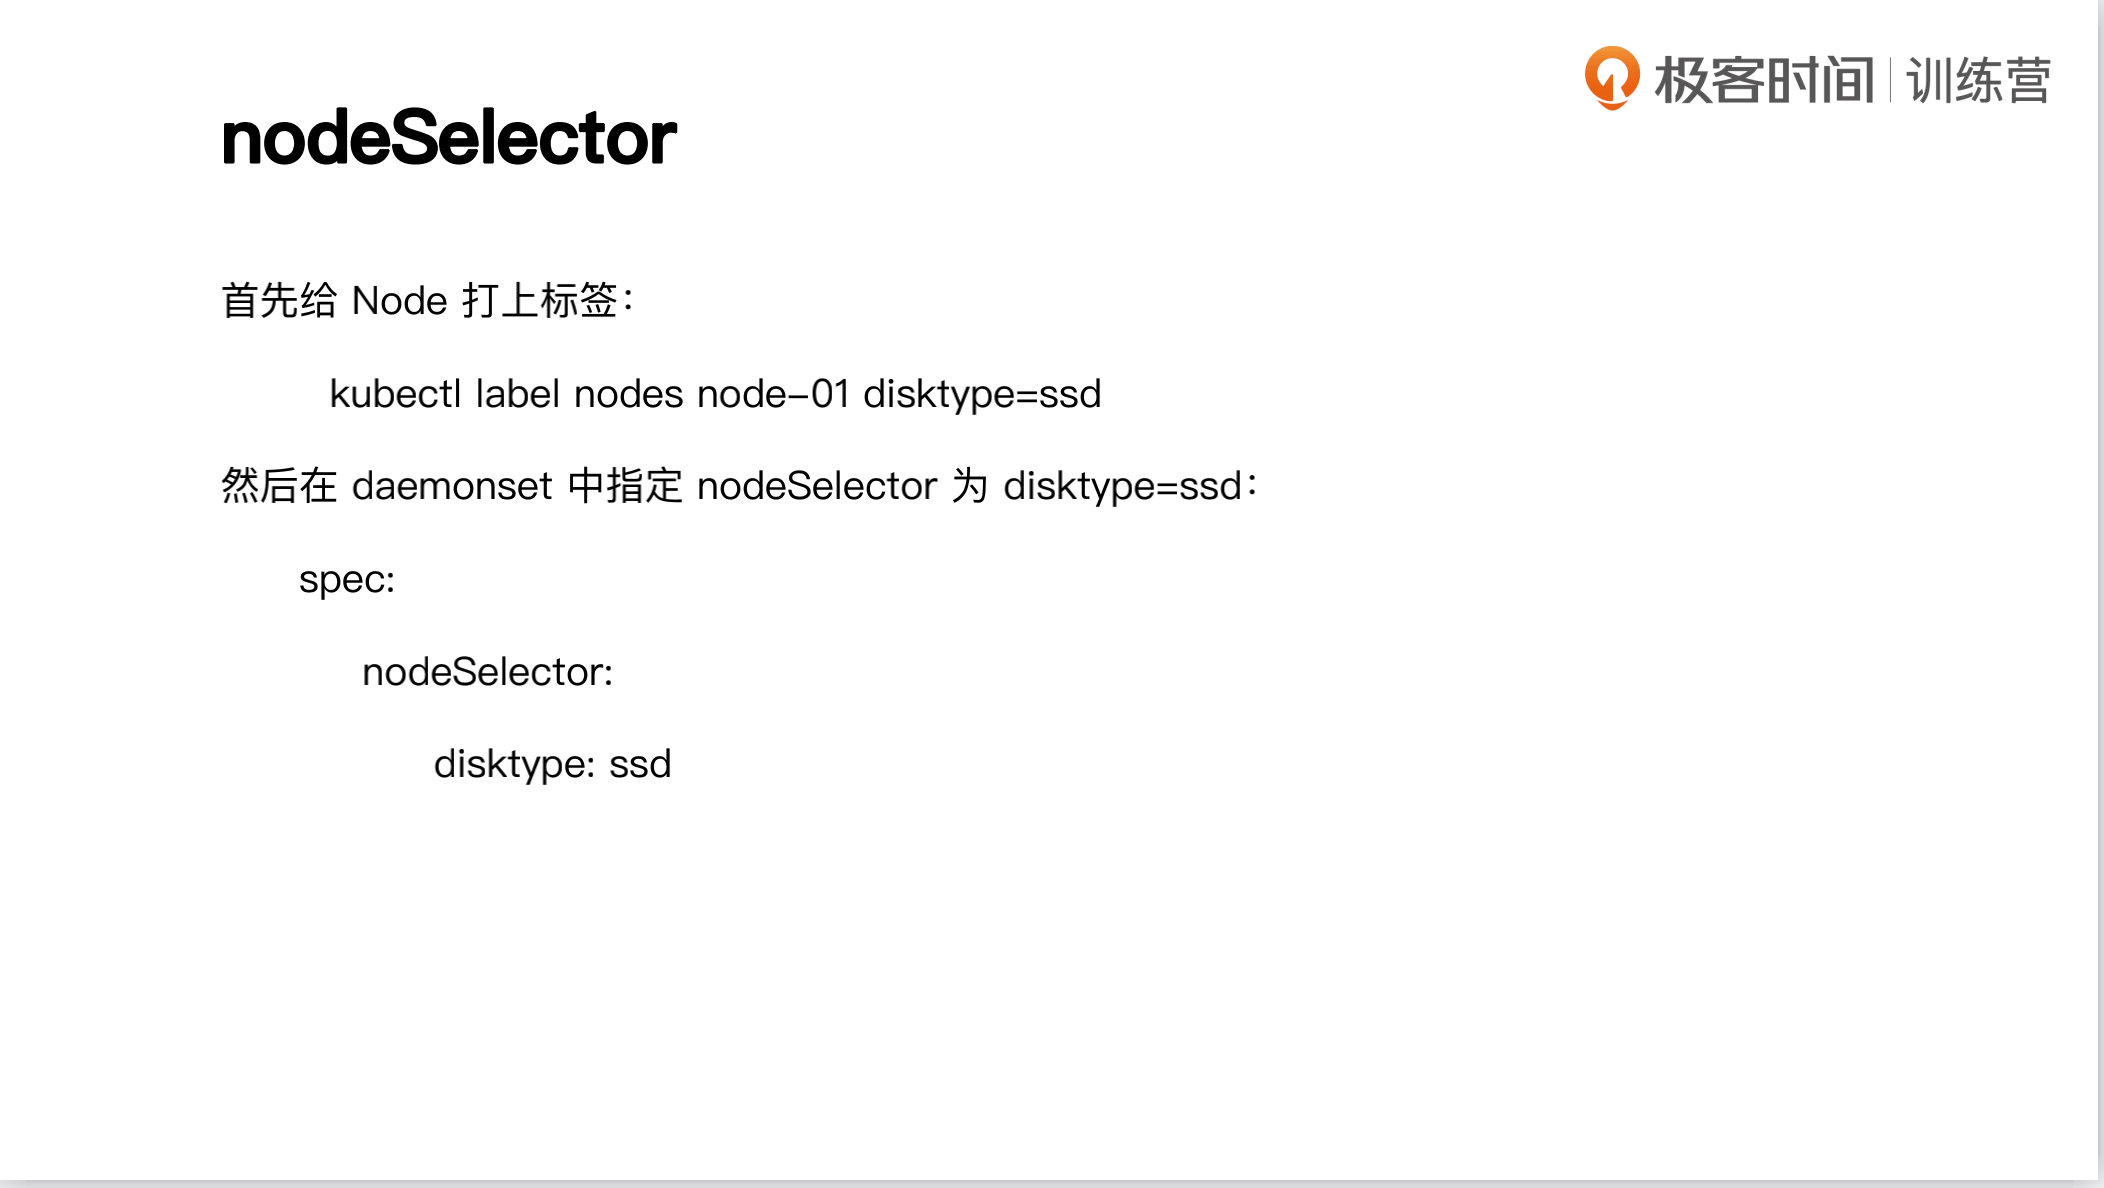 极客时间 | 训练营
nodeSelector
首先给 Node 打上标签：
kubectl label nodes node-01 disktype=ssd
然后在 daemonset 中指定 nodeSelector 为 disktype=ssd：
spec:
nodeSelector:
disktype: ssd